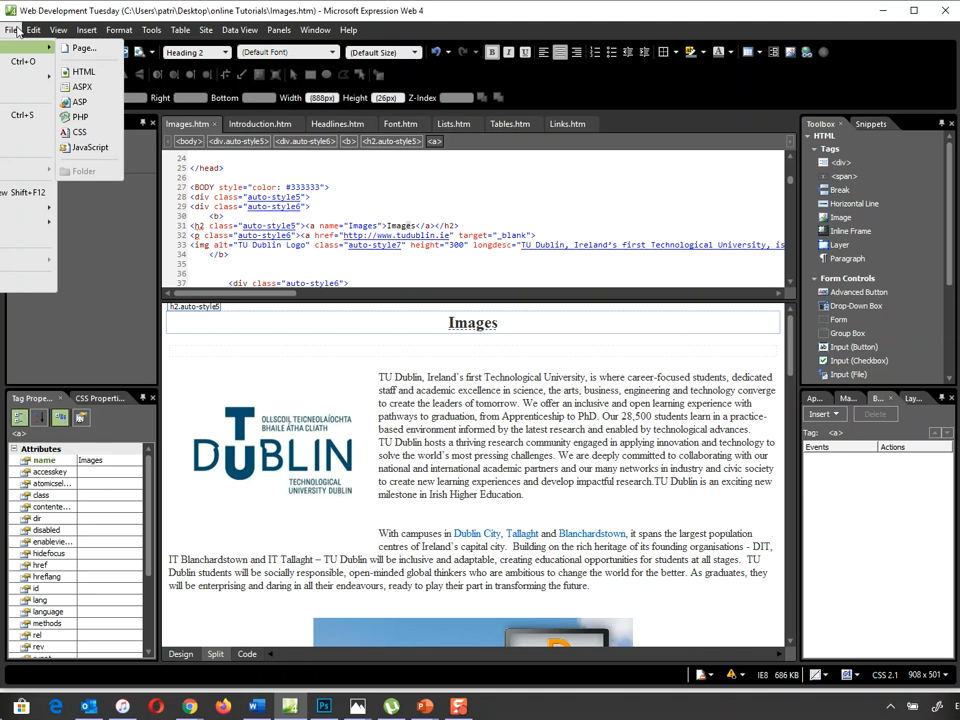 Web Development Tuesday (C:\Users\patri\Desktop\online Tutorials\Images.htm) - Microsoft Expression Web 4
File Edit View Insert Format Tools Table Site Data View Panels Window Help
Page...
Ctrl+O
HTML
ASPX
ASP
Ctrl+S
PHP
CSS
JavaScript
Folder
Shift+F12
Heading 2 (Default Font) (Default Size)
Right Bottom Width (888px) Height (26px) Z-Index
Images.htm Introduction.htm Headlines.htm Font.htm Lists.htm Tables.htm Links.htm
<body> <div.auto-style5> <div.auto-style6> <b> <h2.auto-style5> <a>
24
25 </head>
26
27 <BODY style="color: #333333">
28 <div class="auto-style5">
29 <div class="auto-style6">
30 <b>
31 <h2 class="auto-style5"><a name="Images">Images</a></h2>
32 <p class="auto-style6"><a href="http://www.tudublin.ie" target="_blank">
33 <img alt="TU Dublin Logo" class="auto-style7" height="300" longdesc="TU Dublin, Ireland’s first Technological University, is
34 </b>
35
36
37 <div class="auto-style6">
h2.auto-style5
Images
OLLSCOIL TEICNEOLAÍOCHTA
BHAILE ÁTHA CLIATH
TU DUBLIN
TECHNOLOGICAL
UNIVERSITY DUBLIN
TU Dublin, Ireland’s first Technological University, is where career-focused students, dedicated
staff and academic excellence in science, the arts, business, engineering and technology converge
to create the leaders of tomorrow. We offer an inclusive and open learning experience with
pathways to graduation, from Apprenticeship to PhD. Our 28,500 students learn in a practice-
based environment informed by the latest research and enabled by technological advances.
TU Dublin hosts a thriving research community engaged in applying innovation and technology to
solve the world’s most pressing challenges. We are deeply committed to collaborating with our
national and international academic partners and our many networks in industry and civic society
to create new learning experiences and develop impactful research.TU Dublin is an exciting new
milestone in Irish Higher Education.
With campuses in Dublin City, Tallaght and Blanchardstown, it spans the largest population
centres of Ireland’s capital city. Building on the rich heritage of its founding organisations - DIT,
IT Blanchardstown and IT Tallaght – TU Dublin will be inclusive and adaptable, creating educational opportunities for students at all stages. TU
Dublin students will be socially responsible, open-minded global thinkers who are ambitious to change the world for the better. As graduates, they
will be enterprising and daring in all their endeavours, ready to play their part in transforming the future.
Design Split Code
Toolbox Snippets
HTML
Tags
<div>
<span>
Break
Horizontal Line
Image
Inline Frame
Layer
Paragraph
Form Controls
Advanced Button
Drop-Down Box
Form
Group Box
Input (Button)
Input (Checkbox)
Input (File)
Tag Prope... CSS Properti...
<a>
Attributes
name Images
accesskey
atomicsel...
class
contente...
dir
disabled
enablevie...
hidefocus
href
hreflang
id
lang
language
methods
rel
rev
Ap... Ma... B... Lay...
Insert Delete
Tag: <a>
Events Actions
IE8 686 KB CSS 2.1 908 x 501